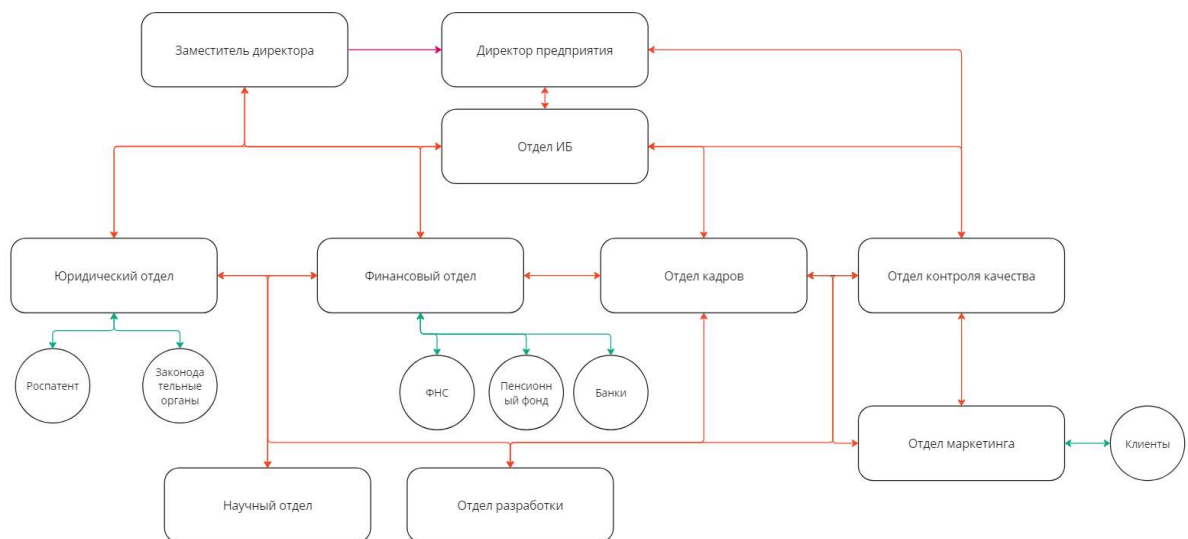 Заместитель директора
Директор предприятия
Отдел ИБ
Юридический отдел
Финансовый отдел
Отдел кадров
Отдел контроля качества
Роспатент
Законода
тельные
органы
ФНС
Пенсионн
ый фонд
Банки
Отдел маркетинга
Клиенты
Научный отдел
Отдел разработки